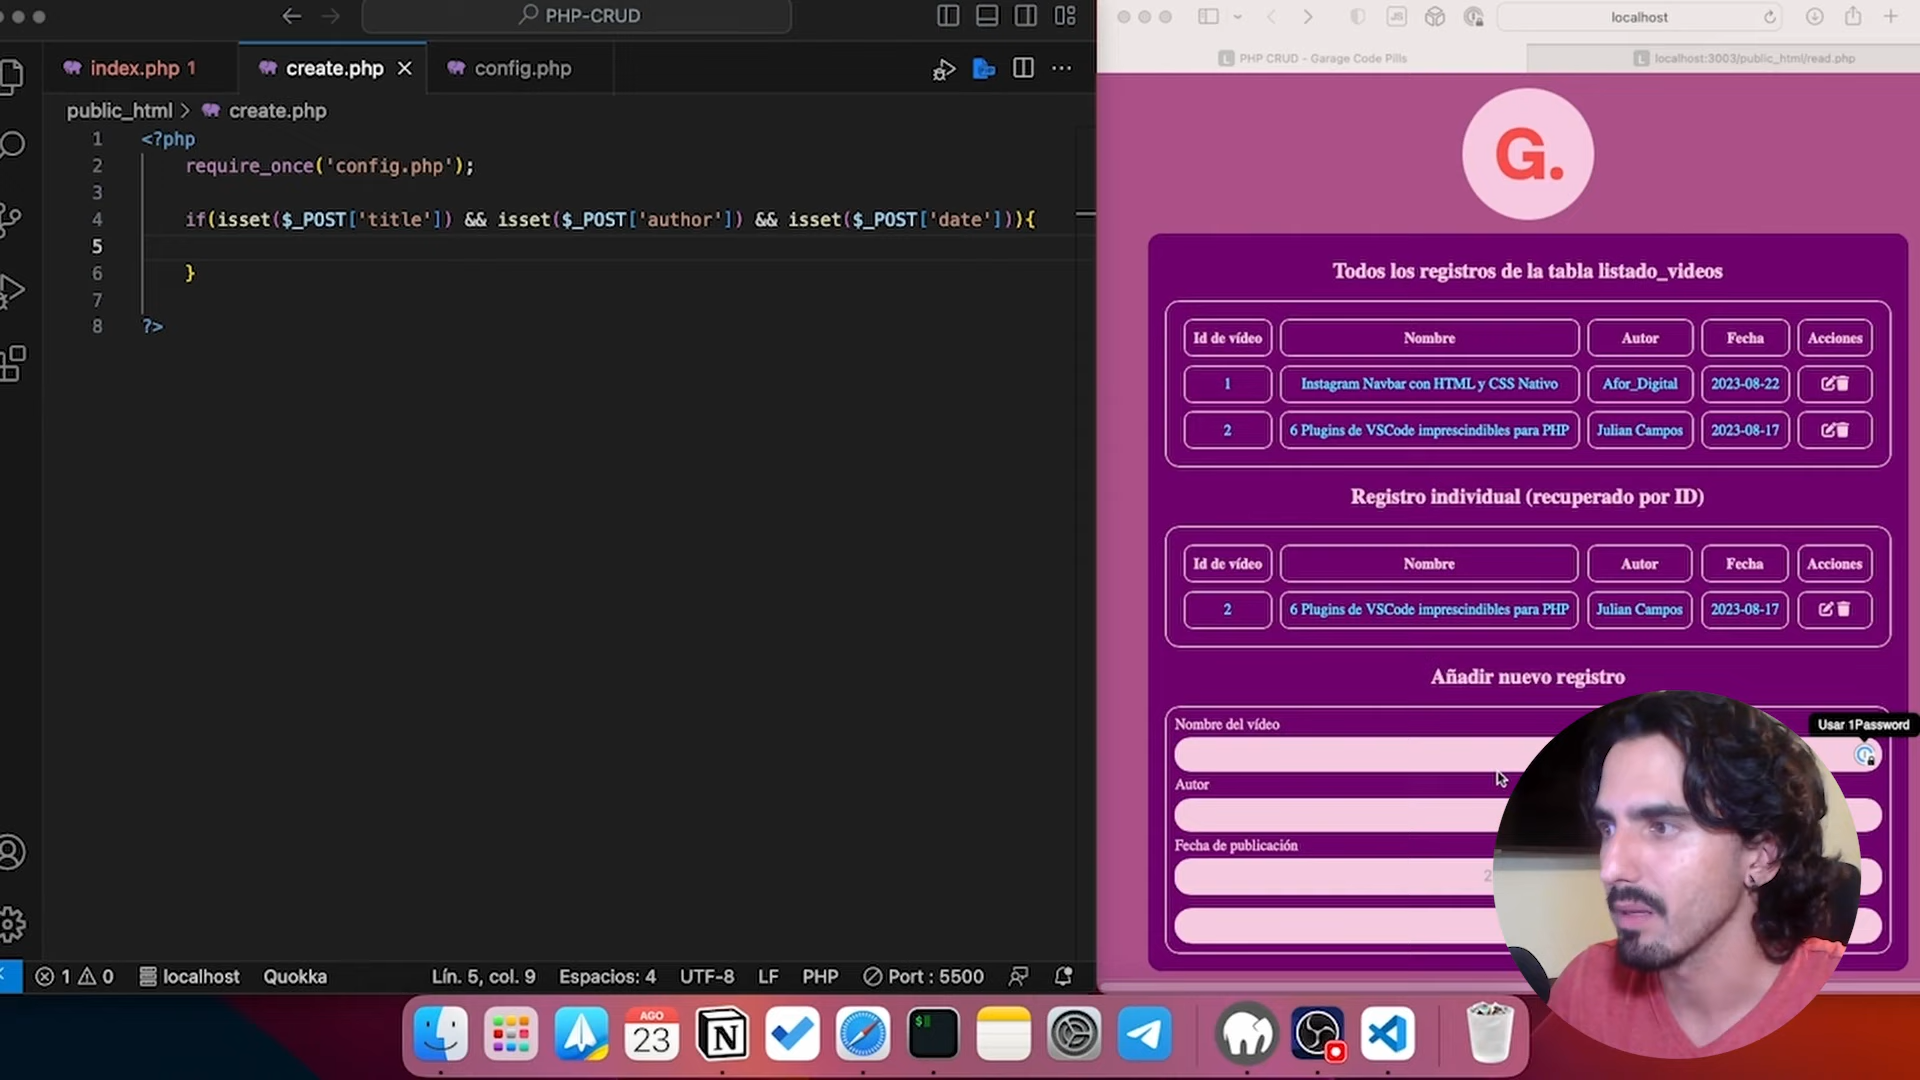 PHP-CRUD
index.php 1
create.php
config.php
public_html > create.php
1 <?php
2 require_once('config.php');
3
4 if(isset($_POST['title']) && isset($_POST['author']) && isset($_POST['date'])){
5
6 }
7
8 ?>
1 0 localhost Quokka Lín. 5, col. 9 Espacios: 4 UTF-8 LF PHP Port : 5500
localhost
PHP CRUD - Garage Code Pills
localhost:3003/public_html/read.php
G.
Todos los registros de la tabla listado_videos
Id de vídeo Nombre Autor Fecha Acciones
1 Instagram Navbar con HTML y CSS Nativo Afor_Digital 2023-08-22
2 6 Plugins de VSCode imprescindibles para PHP Julian Campos 2023-08-17
Registro individual (recuperado por ID)
Id de vídeo Nombre Autor Fecha Acciones
2 6 Plugins de VSCode imprescindibles para PHP Julian Campos 2023-08-17
Añadir nuevo registro
Nombre del vídeo
Usar 1Password
Autor
Fecha de publicación
2
AGO
23